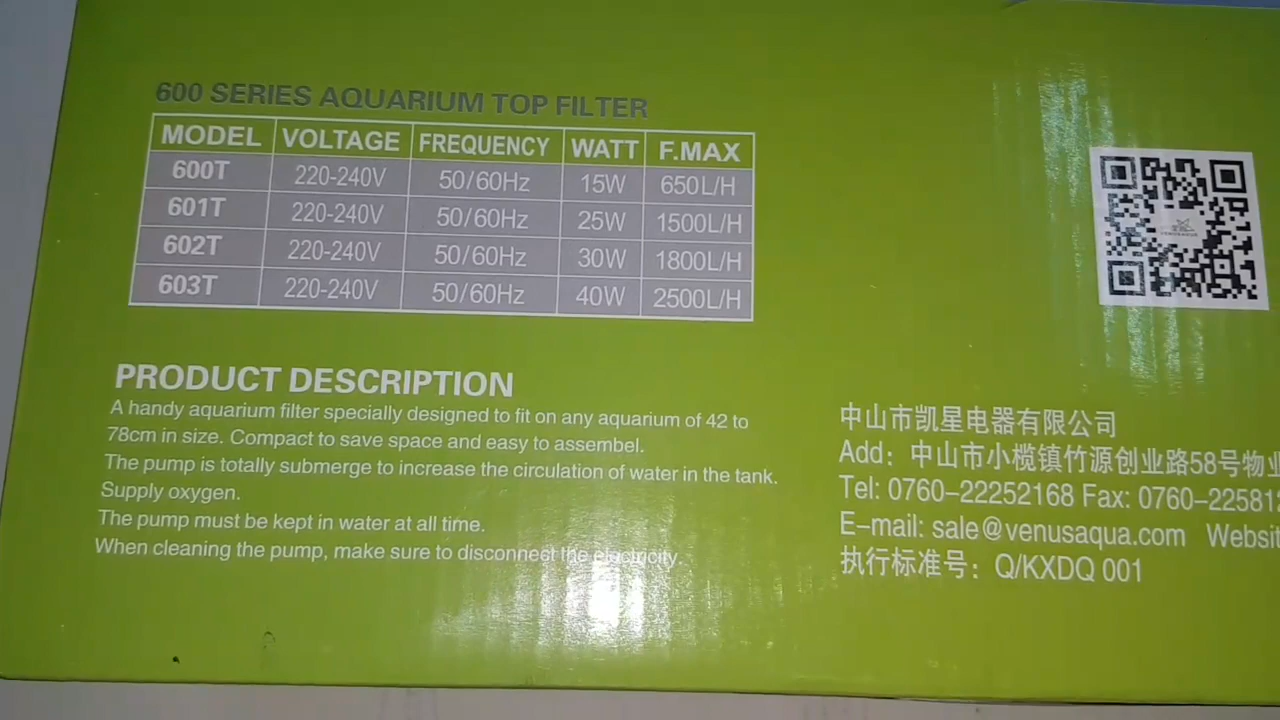 600 SERIES AQUARIUM TOP FILTER
MODEL VOLTAGE FREQUENCY WATT F.MAX
600T 220-240V 50/60Hz 15W 650L/H
601T 220-240V 50/60Hz 25W 1500L/H
602T 220-240V 50/60Hz 30W 1800L/H
603T 220-240V 50/60Hz 40W 2500L/H
PRODUCT DESCRIPTION
A handy aquarium filter specially designed to fit on any aquarium of 42 to
78cm in size. Compact to save space and easy to assembel.
The pump is totally submerge to increase the circulation of water in the tank.
Supply oxygen.
The pump must be kept in water at all time.
When cleaning the pump, make sure to disconnect the electricity
中山市凯星电器有限公司
Add: 中山市小榄镇竹源创业路58号物业
Tel: 0760-22252168 Fax: 0760-22581
E-mail: sale@venusaqua.com Websit
执行标准号: Q/KXDQ 001